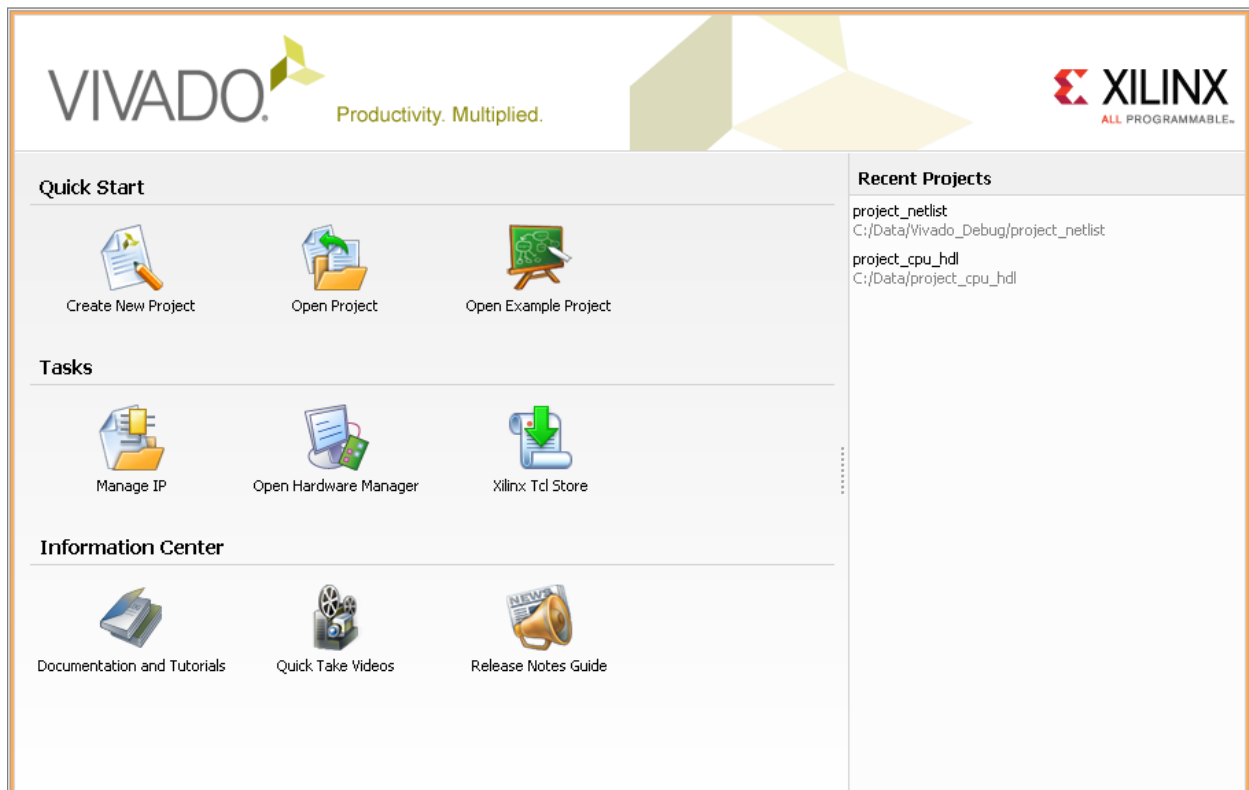 VIVADO.
Productivity. Multiplied.
XILINX
ALL PROGRAMMABLE™
Quick Start
Create New Project
Open Project
Open Example Project
Tasks
Manage IP
Open Hardware Manager
Xilinx Tcl Store
Information Center
NEWS
Documentation and Tutorials
Quick Take Videos
Release Notes Guide
Recent Projects
project_netlist
C:/Data/Vivado_Debug/project_netlist
project_cpu_hdl
C:/Data/project_cpu_hdl